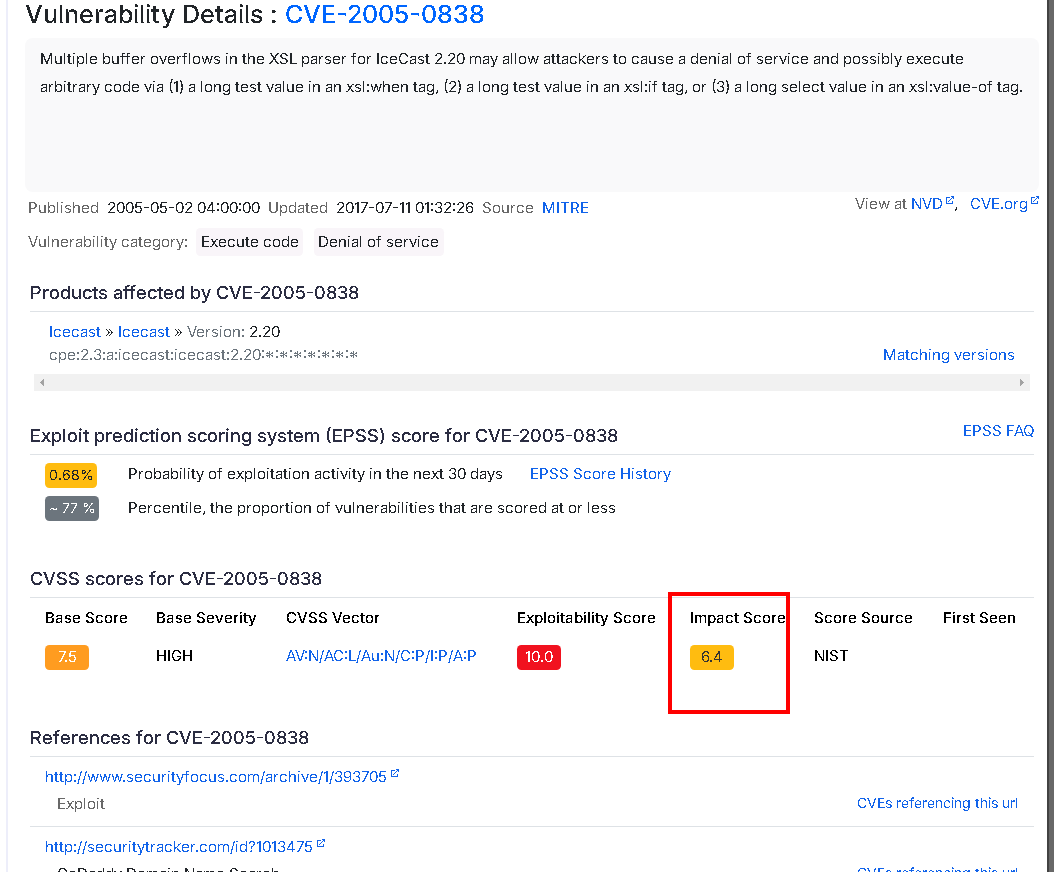 Vulnerability Details : CVE-2005-0838
Multiple buffer overflows in the XSL parser for IceCast 2.20 may allow attackers to cause a denial of service and possibly execute
arbitrary code via (1) a long test value in an xsl:when tag, (2) a long test value in an xsl:if tag, or (3) a long select value in an xsl:value-of tag.
Published 2005-05-02 04:00:00 Updated 2017-07-11 01:32:26 Source MITRE
View at NVD, CVE.org
Vulnerability category: Execute code Denial of service
Products affected by CVE-2005-0838
Icecast » Icecast » Version: 2.20
cpe:2.3:a:icecast:icecast:2.20:*:*:*:*:*:*:*
Matching versions
Exploit prediction scoring system (EPSS) score for CVE-2005-0838
EPSS FAQ
0.68% Probability of exploitation activity in the next 30 days EPSS Score History
~ 77 % Percentile, the proportion of vulnerabilities that are scored at or less
CVSS scores for CVE-2005-0838
Base Score Base Severity CVSS Vector Exploitability Score Impact Score Score Source First Seen
7.5 HIGH AV:N/AC:L/Au:N/C:P/I:P/A:P 10.0 6.4 NIST
References for CVE-2005-0838
http://www.securityfocus.com/archive/1/393705
Exploit
CVEs referencing this url
http://securitytracker.com/id?1013475
GoDaddy Domain Name Search
CVEs referencing this url